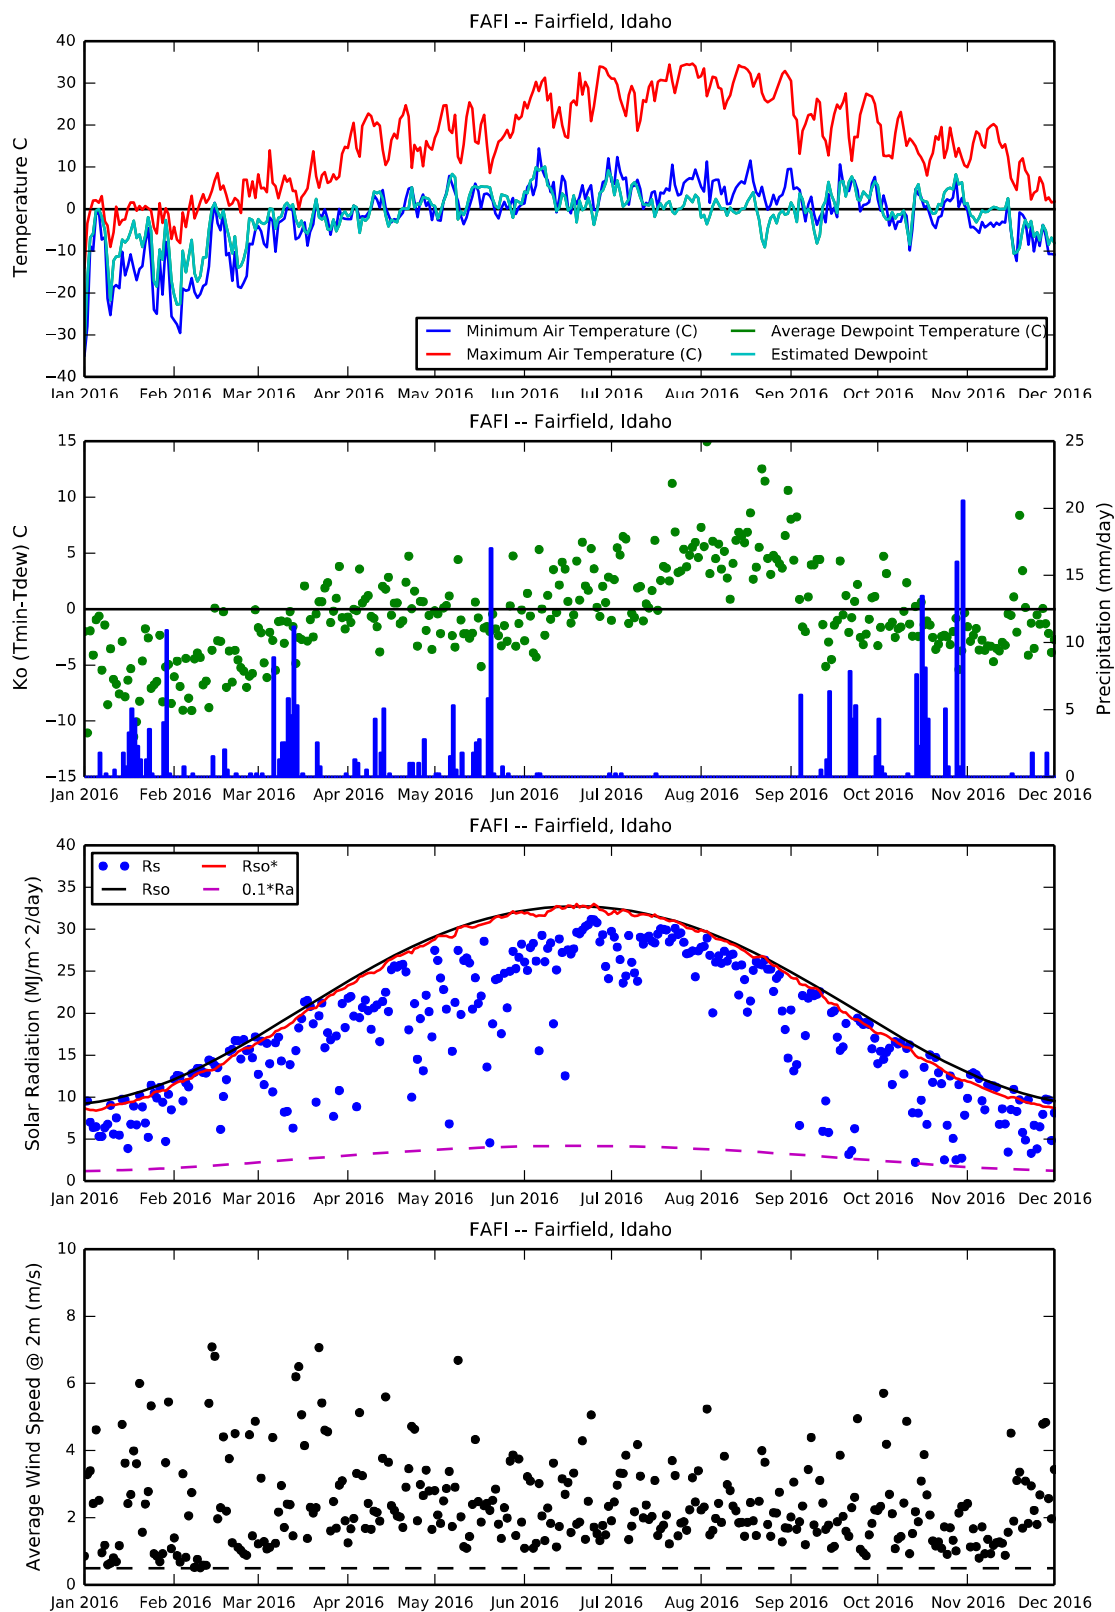 FAFI -- Fairfield, Idaho
40
30
20
10
0
−10
−20
−30
−40
Temperature C
Minimum Air Temperature (C)
Maximum Air Temperature (C)
Average Dewpoint Temperature (C)
Estimated Dewpoint
Jan 2016 Feb 2016 Mar 2016 Apr 2016 May 2016 Jun 2016 Jul 2016 Aug 2016 Sep 2016 Oct 2016 Nov 2016 Dec 2016
FAFI -- Fairfield, Idaho
15
10
5
0
−5
−10
−15
Ko (Tmin-Tdew) C
25
20
15
10
5
0
Precipitation (mm/day)
Jan 2016 Feb 2016 Mar 2016 Apr 2016 May 2016 Jun 2016 Jul 2016 Aug 2016 Sep 2016 Oct 2016 Nov 2016 Dec 2016
FAFI -- Fairfield, Idaho
40
35
30
25
20
15
10
5
0
Solar Radiation (MJ/m^2/day)
Rs
Rso
Rso*
0.1*Ra
Jan 2016 Feb 2016 Mar 2016 Apr 2016 May 2016 Jun 2016 Jul 2016 Aug 2016 Sep 2016 Oct 2016 Nov 2016 Dec 2016
FAFI -- Fairfield, Idaho
10
8
6
4
2
0
Average Wind Speed @ 2m (m/s)
Jan 2016 Feb 2016 Mar 2016 Apr 2016 May 2016 Jun 2016 Jul 2016 Aug 2016 Sep 2016 Oct 2016 Nov 2016 Dec 2016